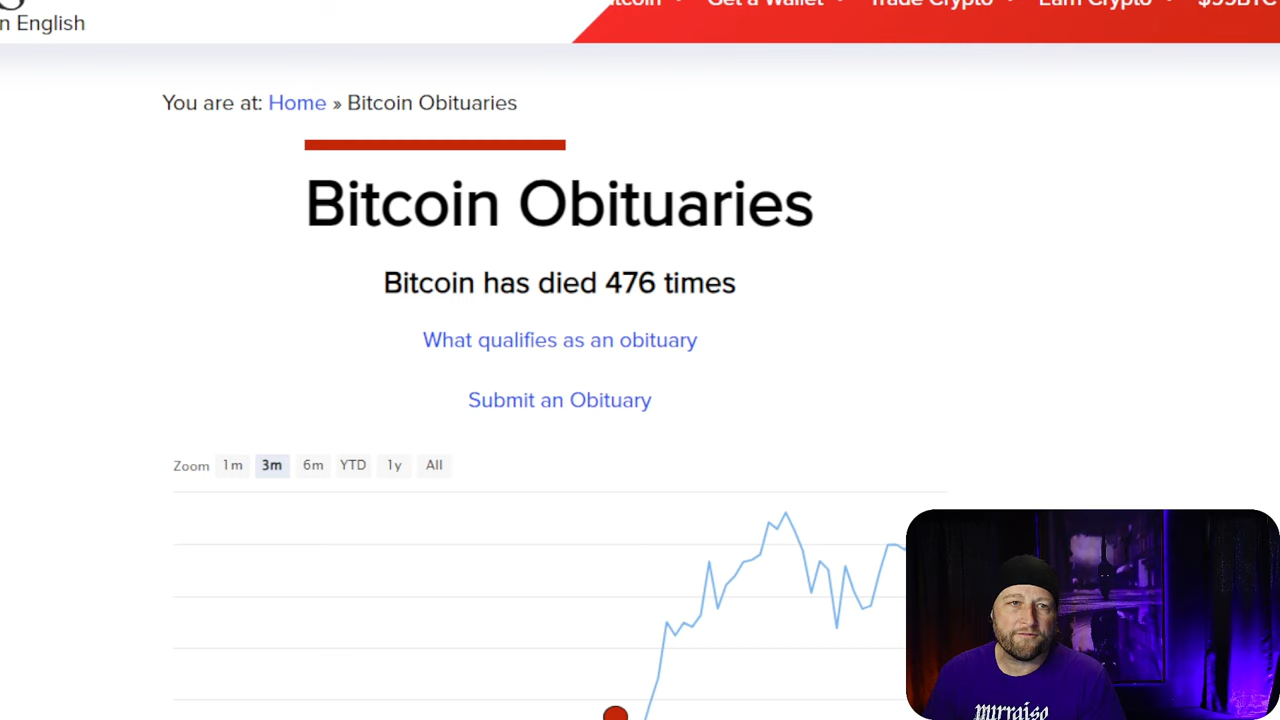 n English
Get a Wallet
Trade Crypto
Earn Crypto
You are at: Home » Bitcoin Obituaries
Bitcoin Obituaries
Bitcoin has died 476 times
What qualifies as an obituary
Submit an Obituary
Zoom 1m 3m 6m YTD 1y All